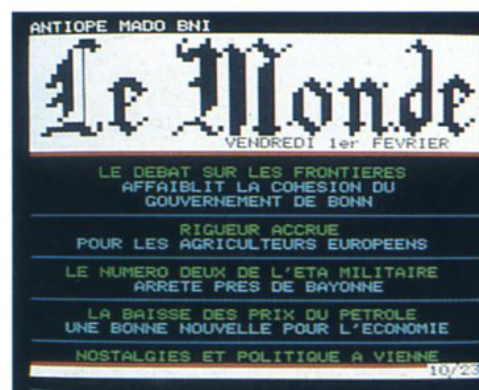 ANTIOPE MADO BNI
Le Monde
VENDREDI 1er FEVRIER
LE DEBAT SUR LES FRONTIERES
AFFAIBLIT LA COHESION DU
GOUVERNEMENT DE BONN
RIGUEUR ACCRUE
POUR LES AGRICULTEURS EUROPEENS
LE NUMERO DEUX DE L'ETA MILITAIRE
ARRETE PRES DE BAYONNE
LA BAISSE DES PRIX DU PETROLE
UNE BONNE NOUVELLE POUR L'ECONOMIE
NOSTALGIES ET POLITIQUE A VIENNE
10/23